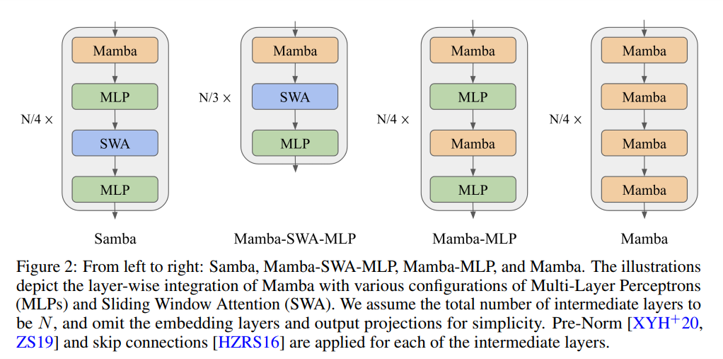 Mamba
MLP
SWA
MLP
N/4 ×
Samba
Mamba
SWA
MLP
N/3 ×
Mamba-SWA-MLP
Mamba
MLP
Mamba
MLP
N/4 ×
Mamba-MLP
Mamba
Mamba
Mamba
Mamba
N/4 ×
Mamba
Figure 2: From left to right: Samba, Mamba-SWA-MLP, Mamba-MLP, and Mamba. The illustrations
depict the layer-wise integration of Mamba with various configurations of Multi-Layer Perceptrons
(MLPs) and Sliding Window Attention (SWA). We assume the total number of intermediate layers to
be N, and omit the embedding layers and output projections for simplicity. Pre-Norm [XYH+20,
ZS19] and skip connections [HZRS16] are applied for each of the intermediate layers.